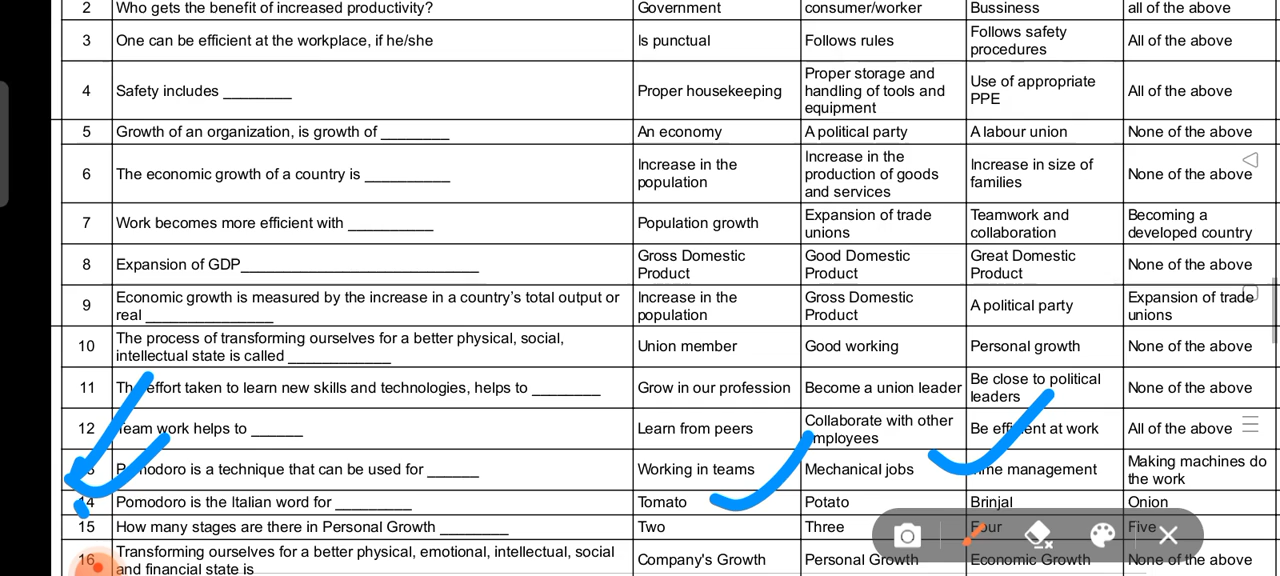 2 Who gets the benefit of increased productivity? Government consumer/worker Bussiness all of the above
3 One can be efficient at the workplace, if he/she Is punctual Follows rules Follows safety procedures All of the above
4 Safety includes ________ Proper housekeeping Proper storage and handling of tools and equipment Use of appropriate PPE All of the above
5 Growth of an organization, is growth of ________ An economy A political party A labour union None of the above
6 The economic growth of a country is __________ Increase in the population Increase in the production of goods and services Increase in size of families None of the above
7 Work becomes more efficient with __________ Population growth Expansion of trade unions Teamwork and collaboration Becoming a developed country
8 Expansion of GDP____________________________ Gross Domestic Product Good Domestic Product Great Domestic Product None of the above
9 Economic growth is measured by the increase in a country's total output or real _______________ Increase in the population Gross Domestic Product A political party Expansion of trade unions
10 The process of transforming ourselves for a better physical, social, intellectual state is called ____________ Union member Good working Personal growth None of the above
11 The effort taken to learn new skills and technologies, helps to ________ Grow in our profession Become a union leader Be close to political leaders None of the above
12 Team work helps to ______ Learn from peers Collaborate with other employees Be efficient at work All of the above
13 Pomodoro is a technique that can be used for ______ Working in teams Mechanical jobs Time management Making machines do the work
14 Pomodoro is the Italian word for _________ Tomato Potato Brinjal Onion
15 How many stages are there in Personal Growth ________ Two Three Four Five
16 Transforming ourselves for a better physical, emotional, intellectual, social and financial state is Company's Growth Personal Growth Economic Growth None of the above